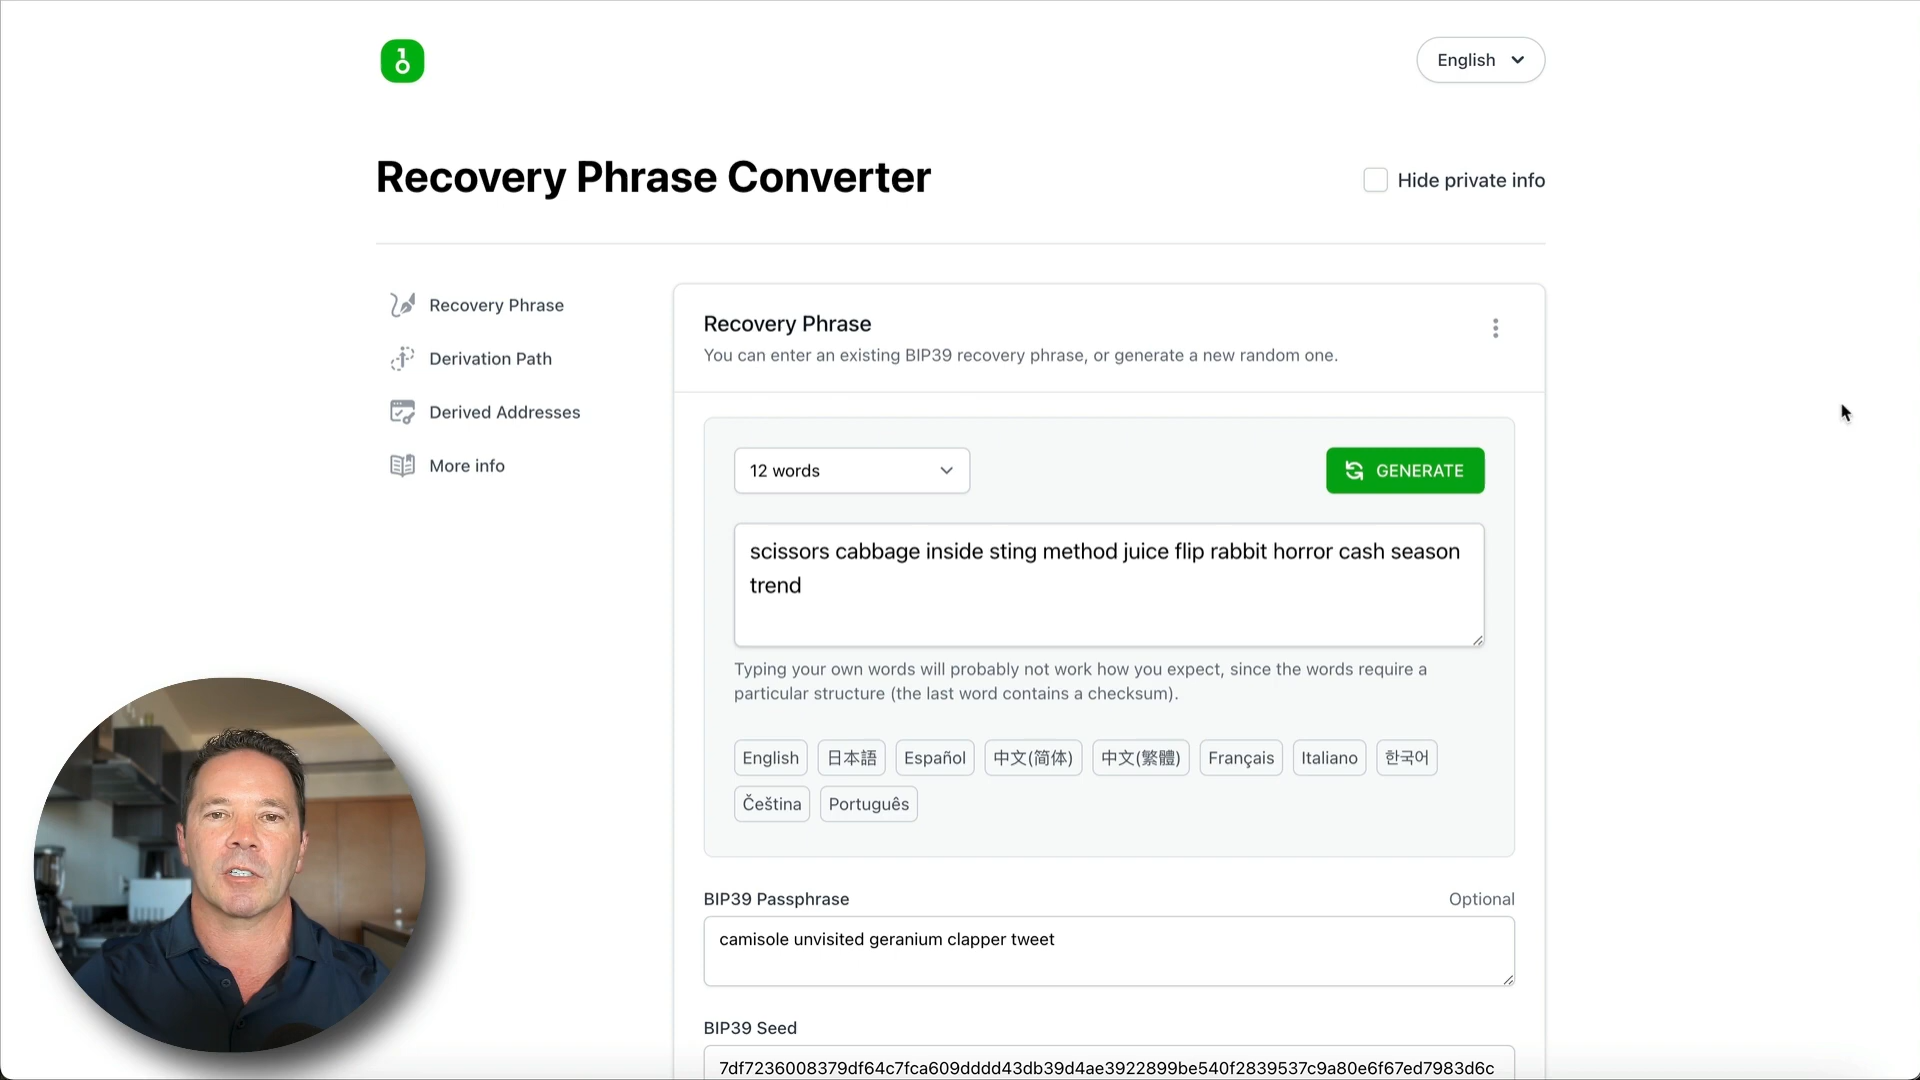 English
Recovery Phrase Converter
Hide private info
Recovery Phrase
Derivation Path
Derived Addresses
More info
Recovery Phrase
You can enter an existing BIP39 recovery phrase, or generate a new random one.
12 words
GENERATE
scissors cabbage inside sting method juice flip rabbit horror cash season
trend
Typing your own words will probably not work how you expect, since the words require a
particular structure (the last word contains a checksum).
English 日本語 Español 中文(简体) 中文(繁體) Français Italiano 한국어
Čeština Português
BIP39 Passphrase Optional
camisole unvisited geranium clapper tweet
BIP39 Seed
7df7236008379df64c7fca609dddd43db39d4ae3922899be540f2839537c9a80e6f67ed7983d6c